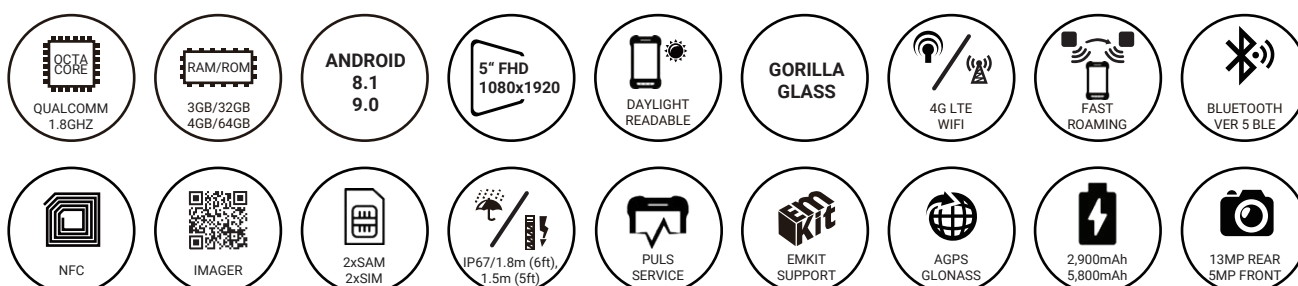 OCTA
CORE
QUALCOMM
1.8GHZ
RAM/ROM
3GB/32GB
4GB/64GB
ANDROID
8.1
9.0
5“ FHD
1080x1920
DAYLIGHT
READABLE
GORILLA
GLASS
4G LTE
WIFI
FAST
ROAMING
BLUETOOTH
VER 5 BLE
NFC
IMAGER
2xSAM
2xSIM
IP67/1.8m (6ft),
1.5m (5ft)
PULS
SERVICE
Em
Kit
EMKIT
SUPPORT
AGPS
GLONASS
2,900mAh
5,800mAh
13MP REAR
5MP FRONT